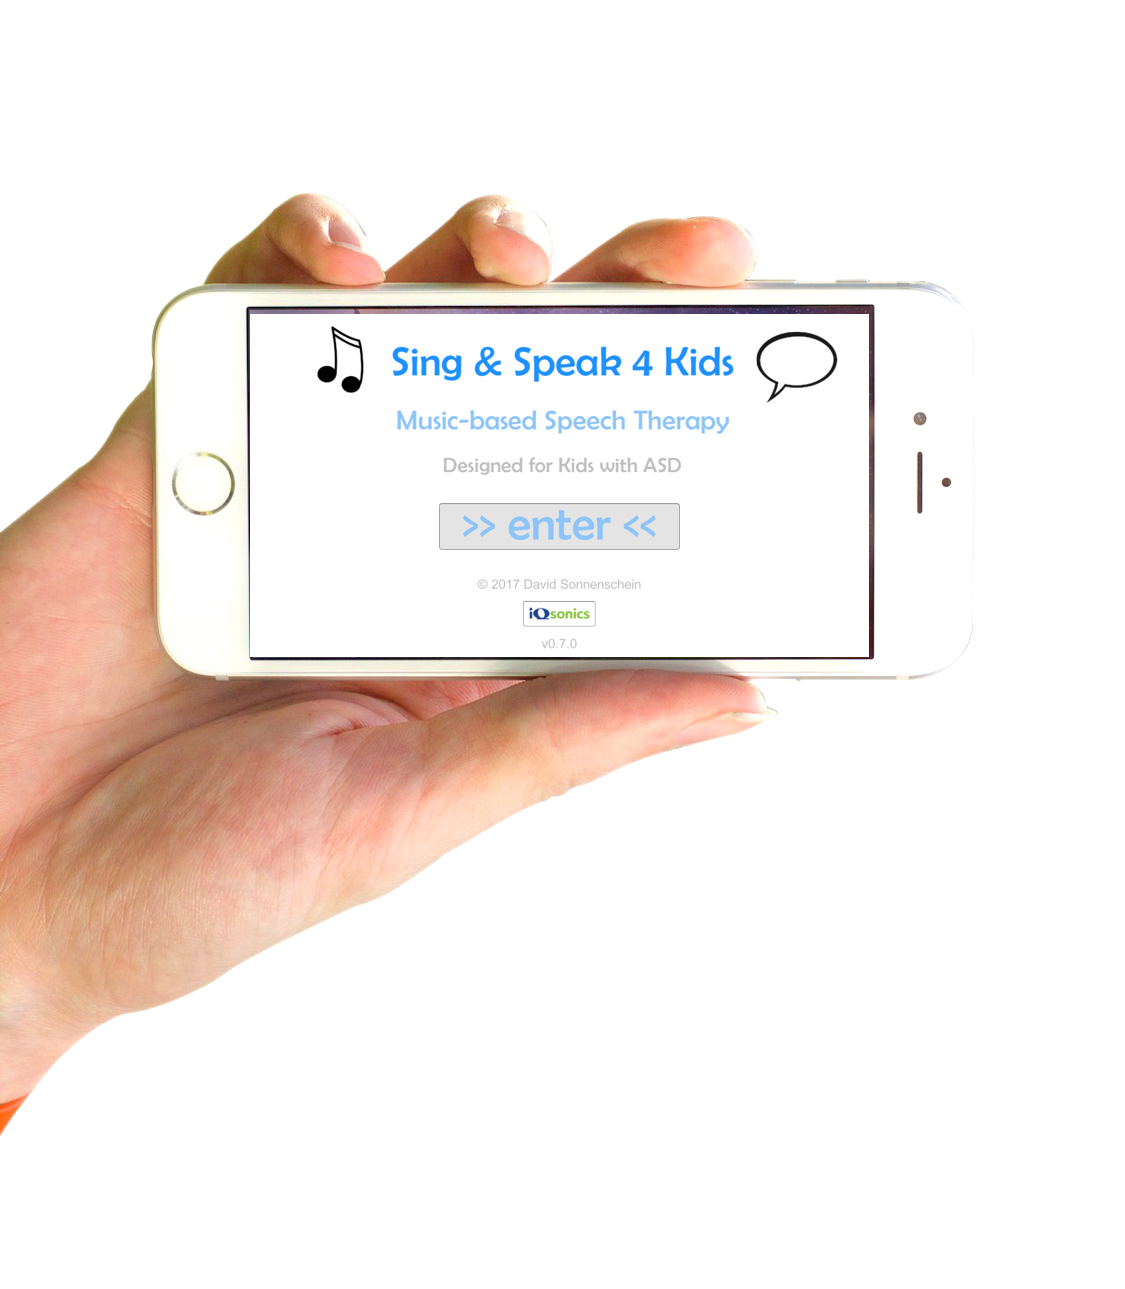 Sing & Speak 4 Kids
Music-based Speech Therapy
Designed for Kids with ASD
>> enter <<
© 2017 David Sonnenschein
iQsonics
v0.7.0